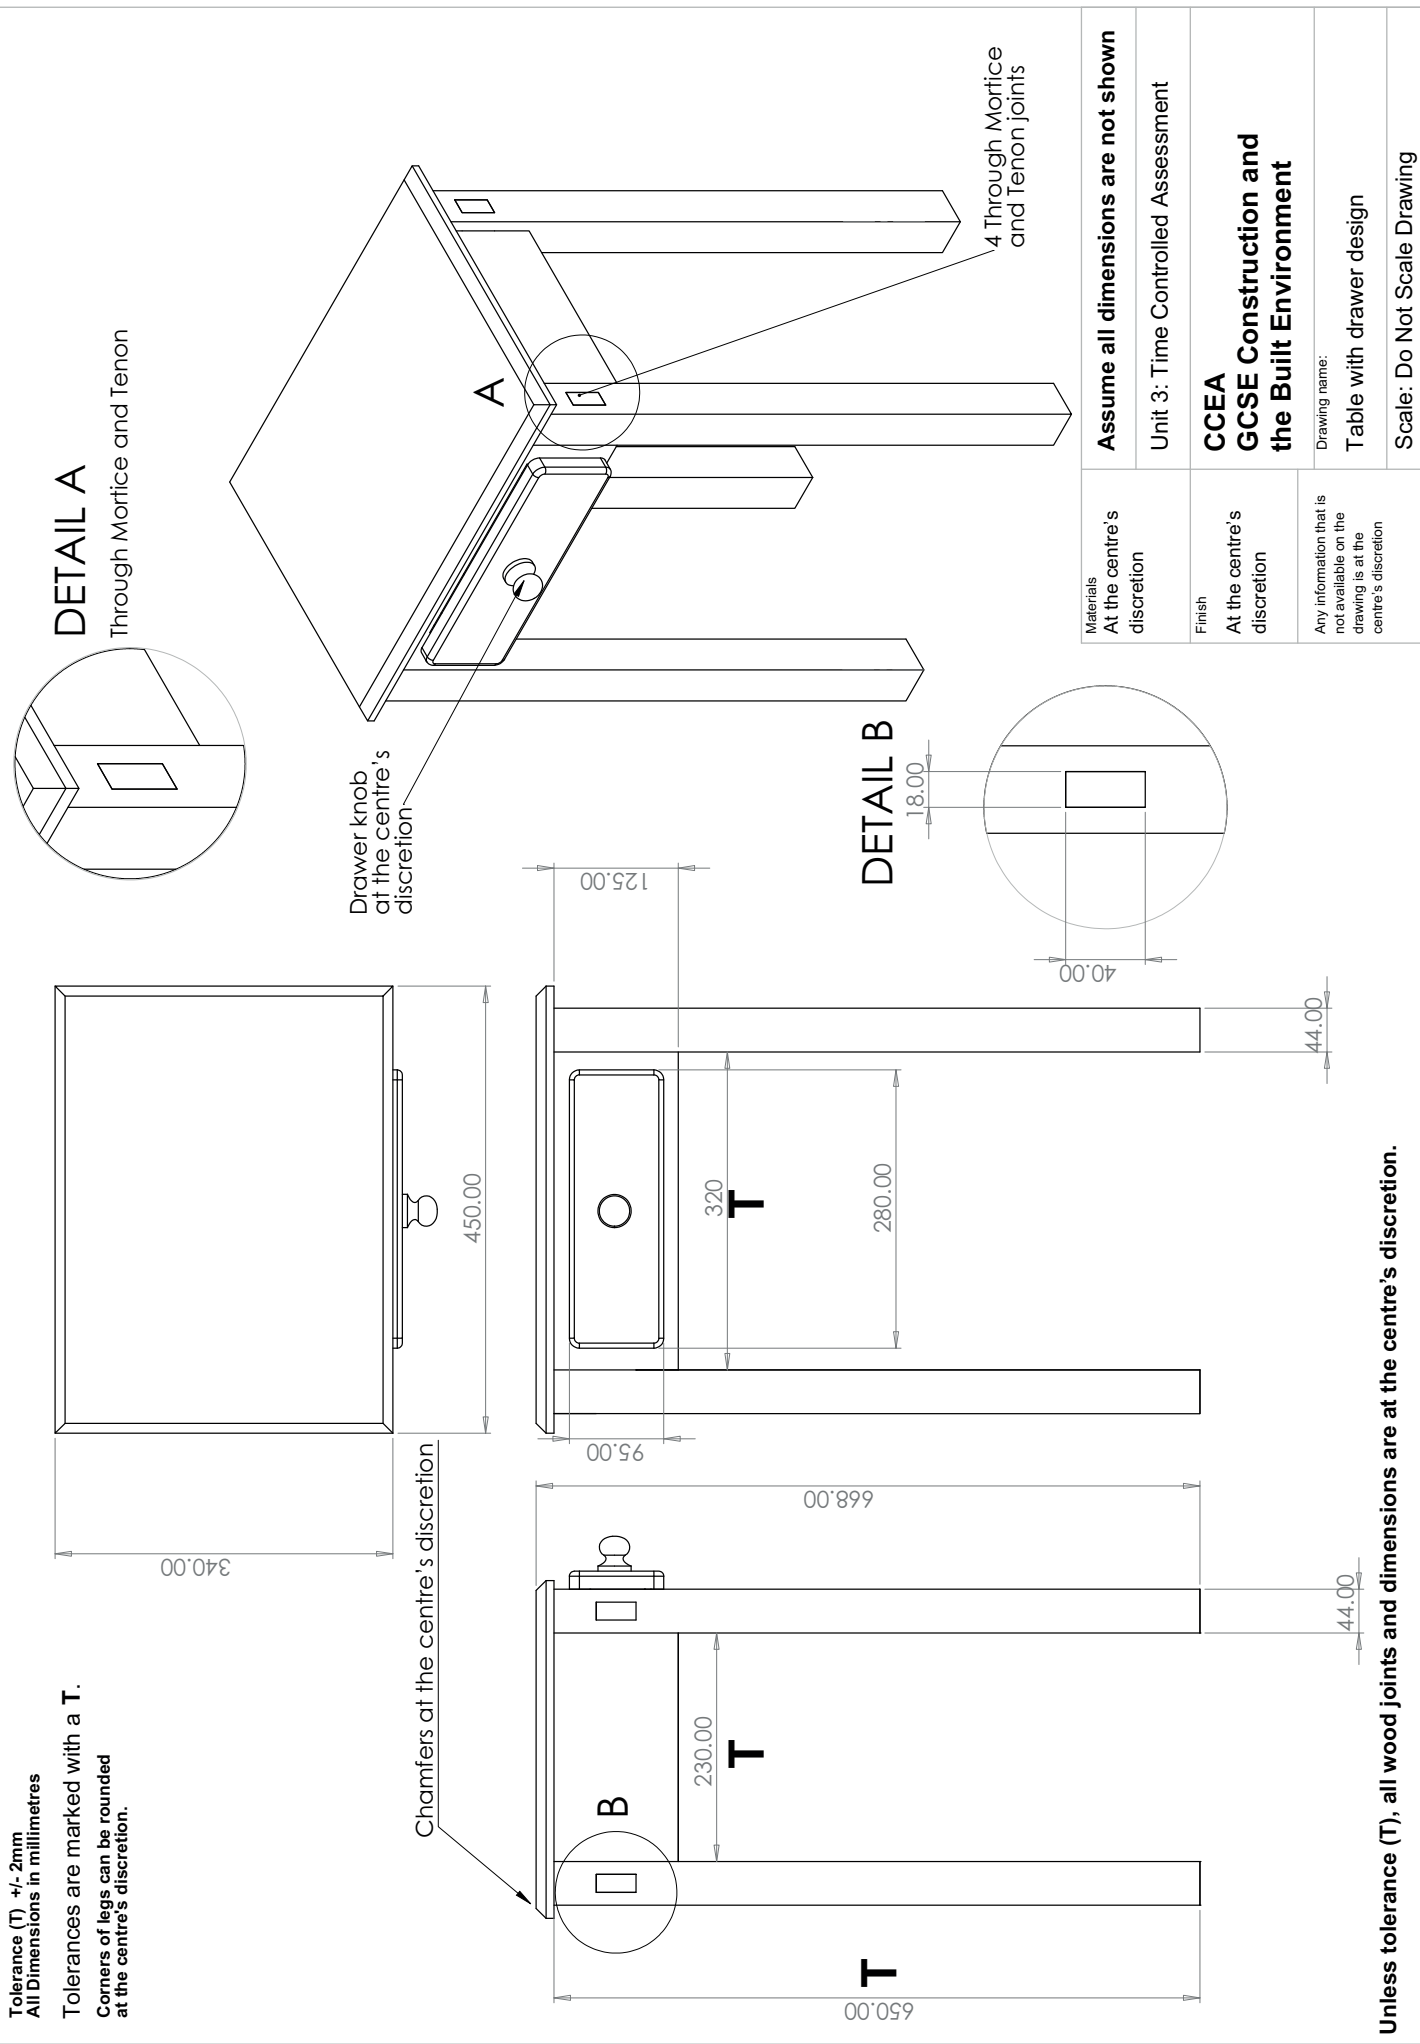 Tolerance (T) +/- 2mm
All Dimensions in millimetres
Tolerances are marked with a T.
Corners of legs can be rounded
at the centre's discretion.
340.00
450.00
DETAIL A
Through Mortice and Tenon
Chamfers at the centre's discretion
Drawer knob
at the centre's
discretion
A
4 Through Mortice
and Tenon joints
B
230.00
T
T
650.00
44.00
668.00
95.00
125.00
320
T
280.00
44.00
DETAIL B
18.00
40.00
Materials
At the centre's
discretion
Finish
At the centre's
discretion
Any information that is
not available on the
drawing is at the
centre's discretion
Assume all dimensions are not shown
Unit 3: Time Controlled Assessment
CCEA
GCSE Construction and
the Built Environment
Drawing name:
Table with drawer design
Scale: Do Not Scale Drawing
Unless tolerance (T), all wood joints and dimensions are at the centre's discretion.